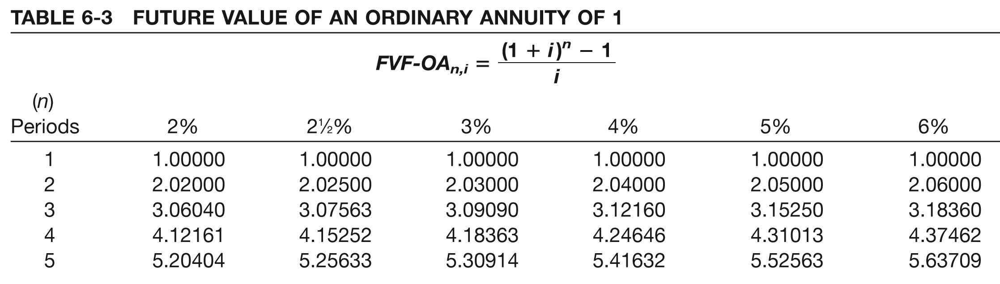 TABLE 6-3 FUTURE VALUE OF AN ORDINARY ANNUITY OF 1
FVF-OAn,i = (1 + i)^n − 1 / i
(n)
Periods 2% 2½% 3% 4% 5% 6%
1 1.00000 1.00000 1.00000 1.00000 1.00000 1.00000
2 2.02000 2.02500 2.03000 2.04000 2.05000 2.06000
3 3.06040 3.07563 3.09090 3.12160 3.15250 3.18360
4 4.12161 4.15252 4.18363 4.24646 4.31013 4.37462
5 5.20404 5.25633 5.30914 5.41632 5.52563 5.63709